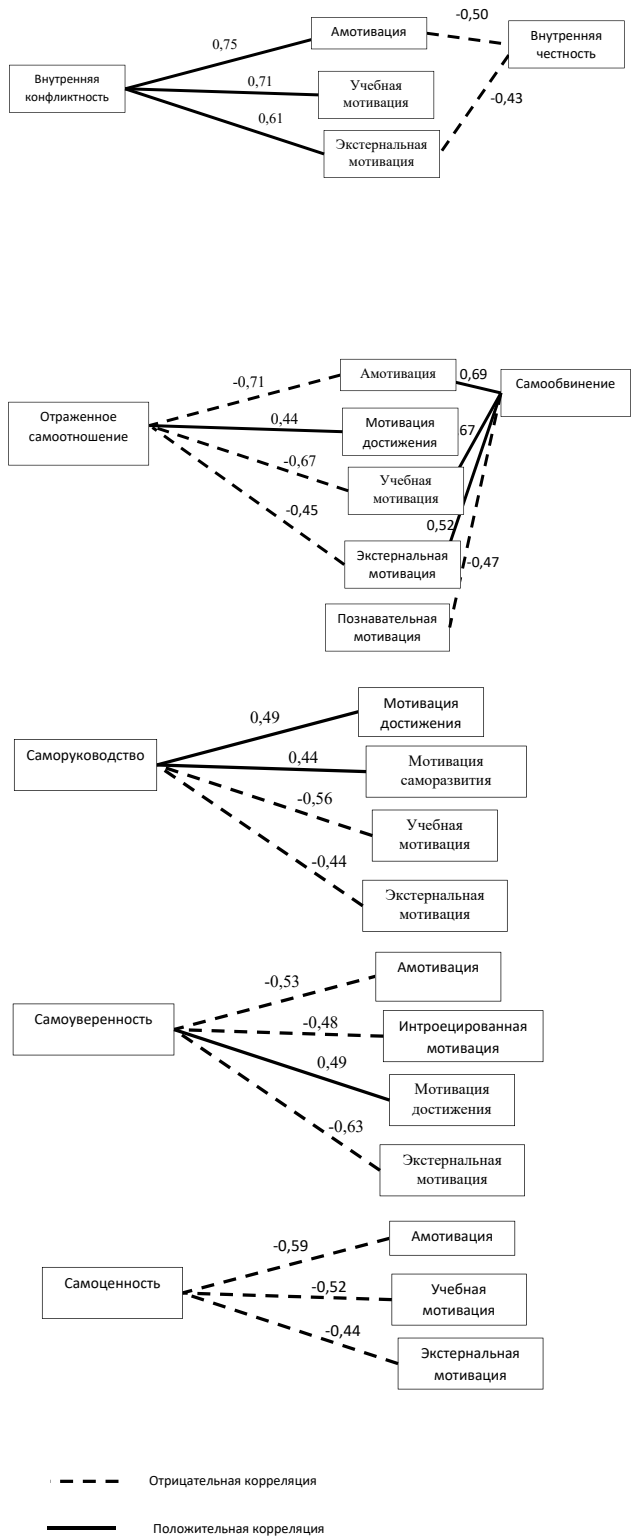 -0,50
Амотивация
Внутренняя
честность
0,75
Внутренняя
конфликтность
0,71
Учебная
мотивация
-0,43
0,61
Экстернальная
мотивация
-0,71
Амотивация
0,69
Самообвинение
Отраженное
самоотношение
0,44
Мотивация
достижения
67
-0,67
Учебная
мотивация
-0,45
0,52
Экстернальная
мотивация
-0,47
Познавательная
мотивация
0,49
Мотивация
достижения
Саморуководство
0,44
Мотивация
саморазвития
-0,56
Учебная
мотивация
-0,44
Экстернальная
мотивация
-0,53
Амотивация
Самоуверенность
-0,48
Интроецированная
мотивация
0,49
Мотивация
достижения
-0,63
Экстернальная
мотивация
-0,59
Амотивация
Самоценность
-0,52
Учебная
мотивация
-0,44
Экстернальная
мотивация
Отрицательная корреляция
Положительная корреляция